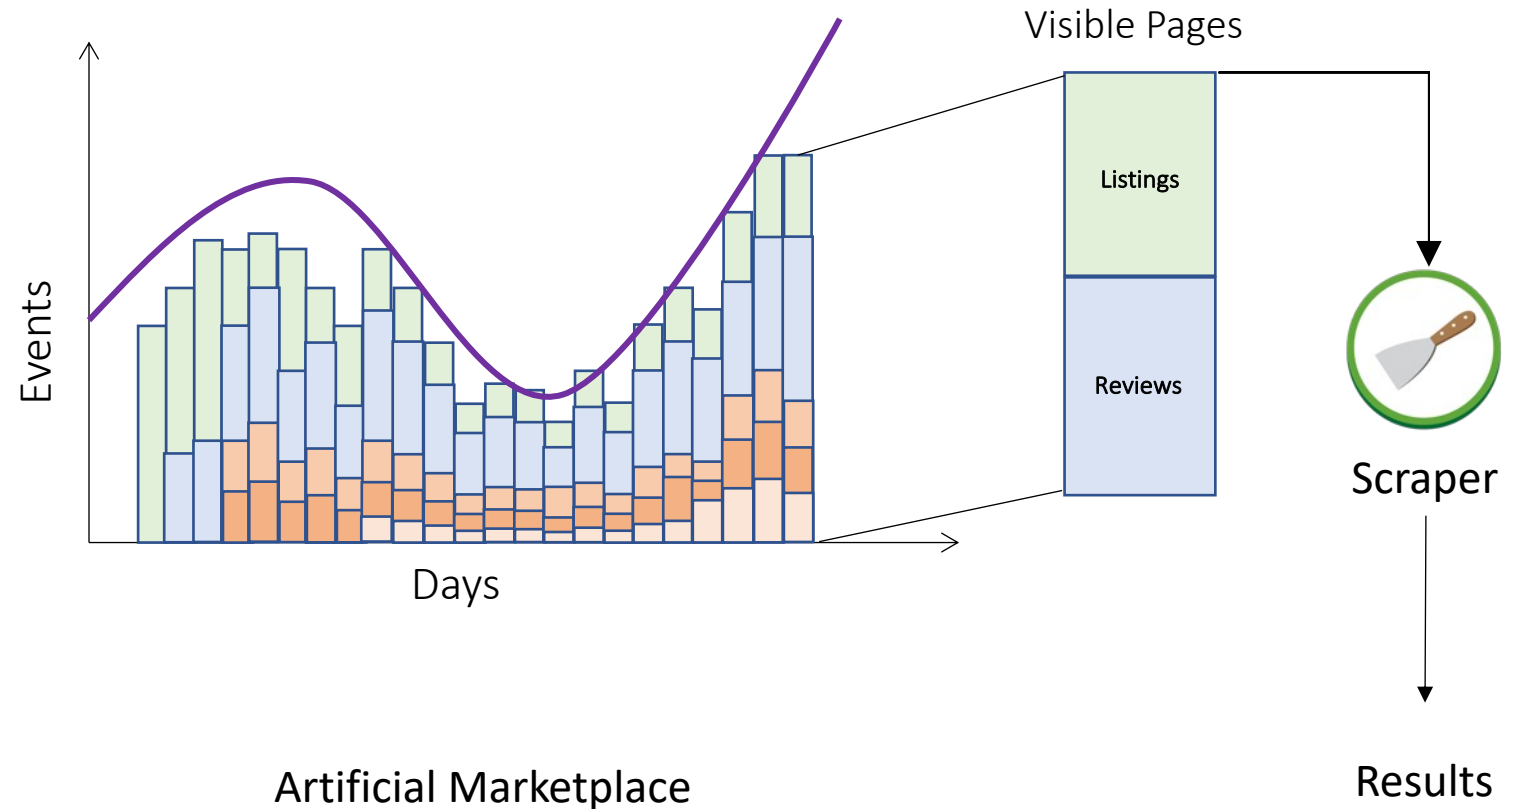 Visible Pages
Listings
Reviews
Events
Days
Scraper
Artificial Marketplace
Results